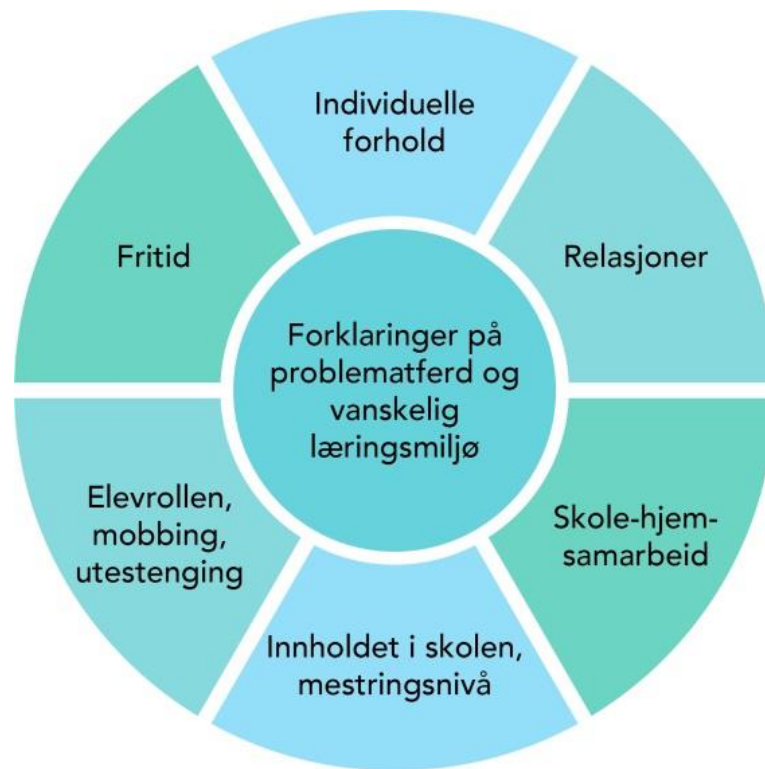 Individuelle
forhold
Relasjoner
Skole-hjem-
samarbeid
Innholdet i skolen,
mestringsnivå
Elevrollen,
mobbing,
utestenging
Fritid
Forklaringer på
problematferd og
vanskelig
læringsmiljø